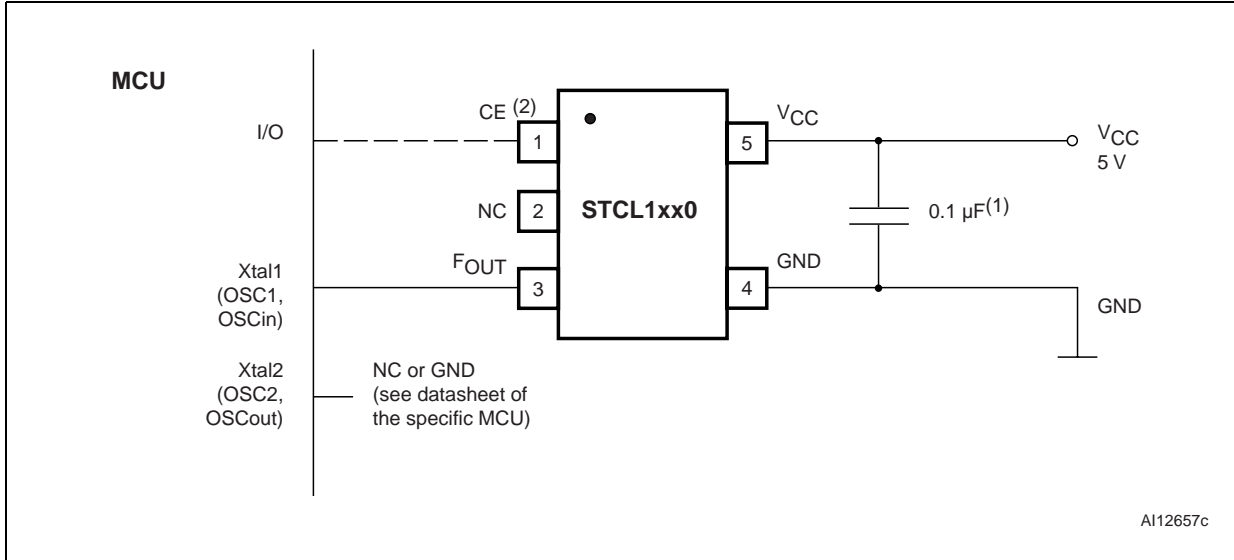 MCU
I/O
CE (2)
1
NC
2
FOUT
3
STCL1xx0
VCC
5
GND
4
VCC
5 V
0.1 µF(1)
GND
Xtal1
(OSC1,
OSCin)
Xtal2
(OSC2,
OSCout)
NC or GND
(see datasheet of
the specific MCU)
AI12657c